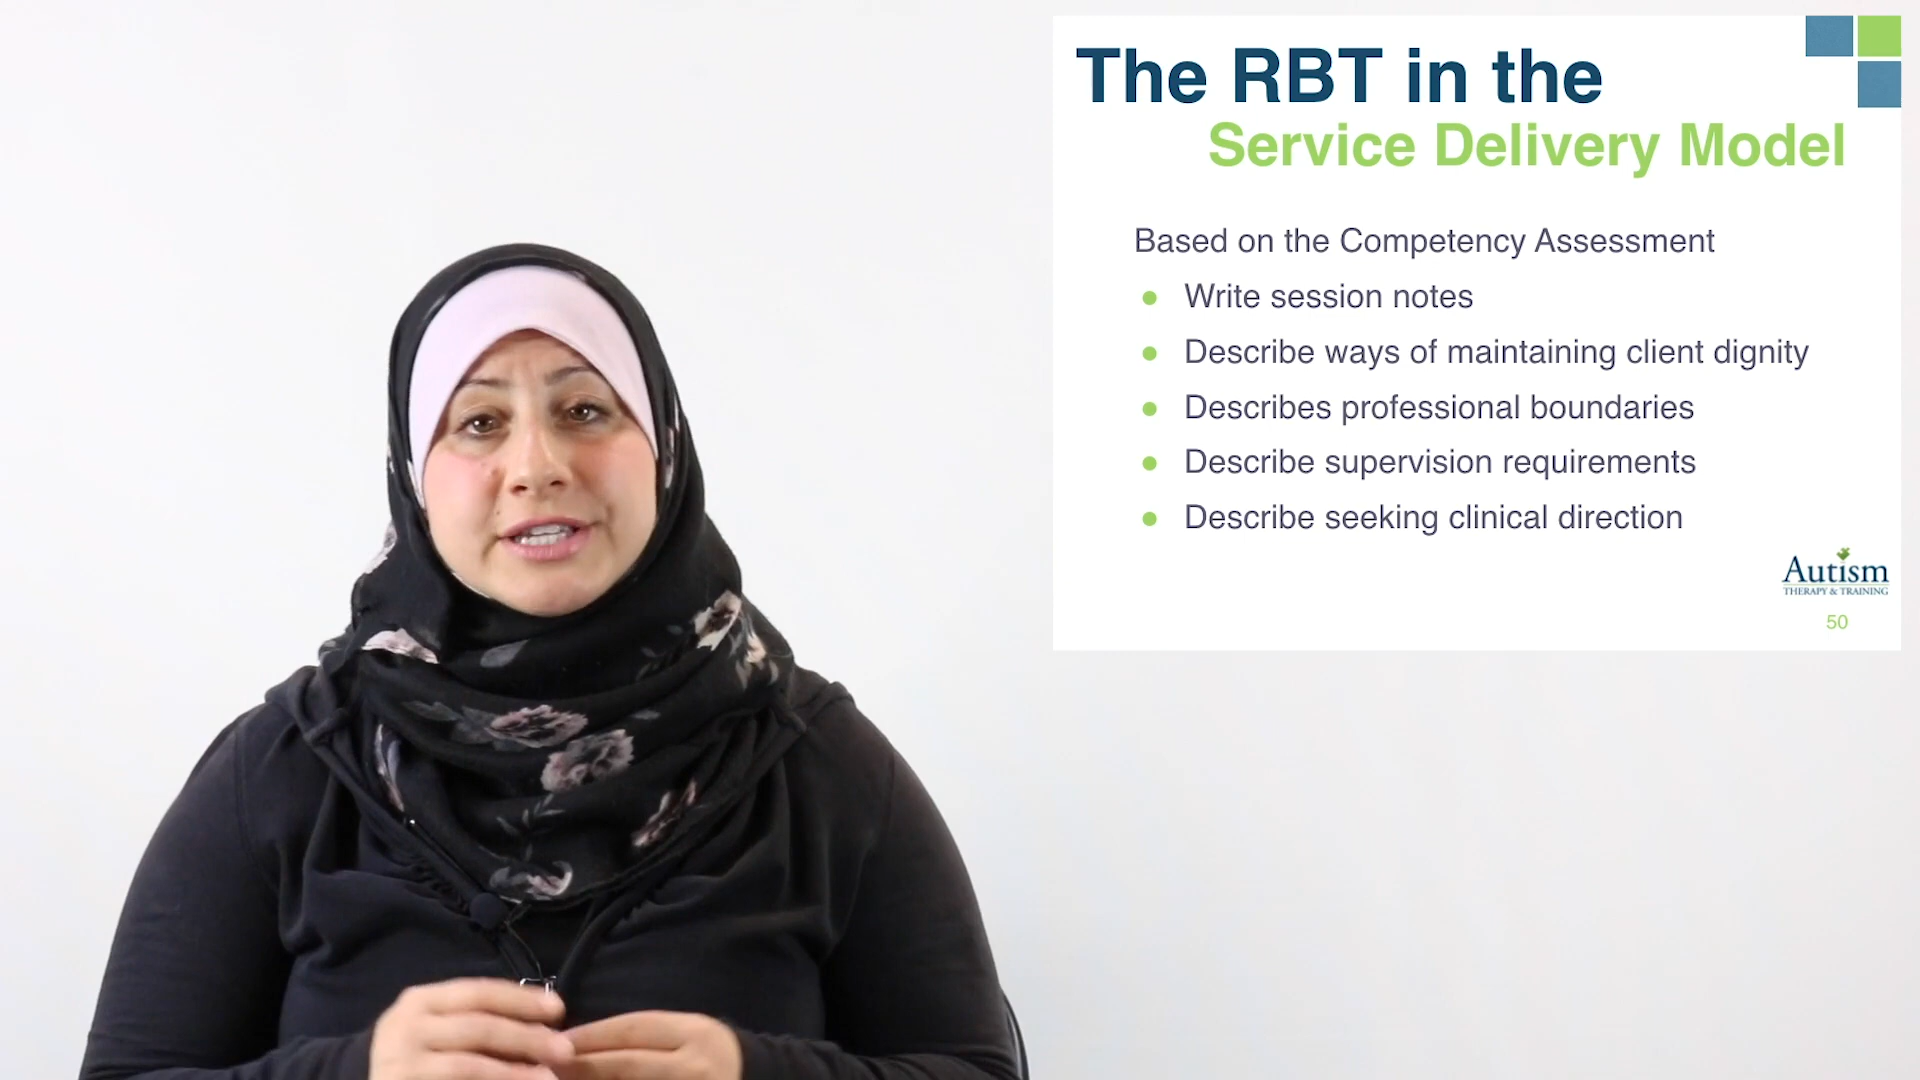 The RBT in the
Service Delivery Model
Based on the Competency Assessment
● Write session notes
● Describe ways of maintaining client dignity
● Describes professional boundaries
● Describe supervision requirements
● Describe seeking clinical direction
Autism
THERAPY & TRAINING
50